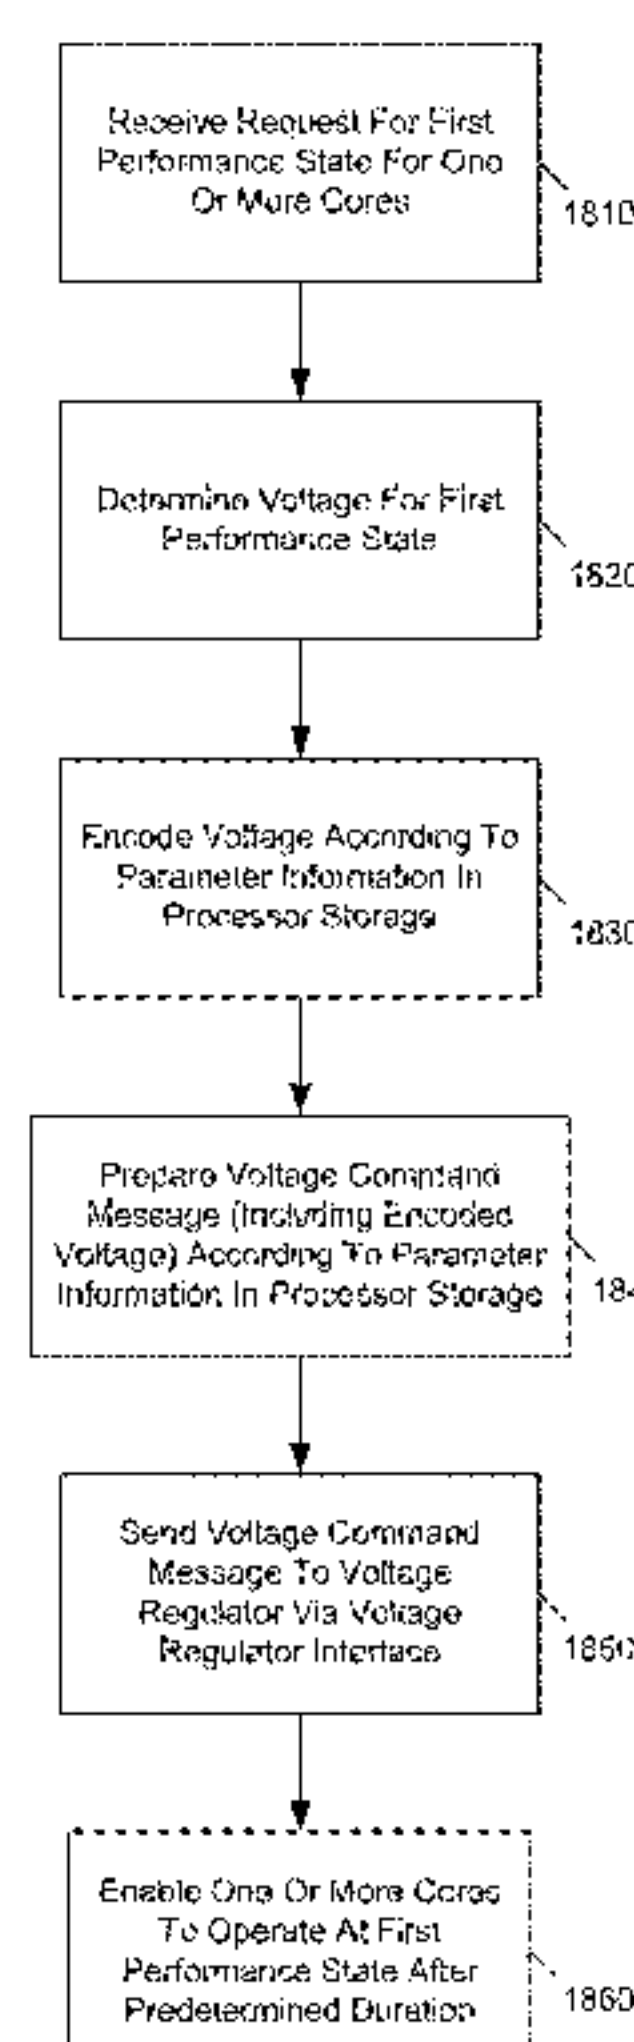 Receive Request For First
Performance State For One
Or More Cores
1810
Determine Voltage For First
Performance State
1820
Encode Voltage According To
Parameter Information In
Processor Storage
1830
Prepare Voltage Command
Message (Including Encoded
Voltage) According To Parameter
Information In Processor Storage
184
Send Voltage Command
Message To Voltage
Regulator Via Voltage
Regulator Interface
1850
Enable One Or More Cores
To Operate At First
Performance State After
Predetermined Duration
1860